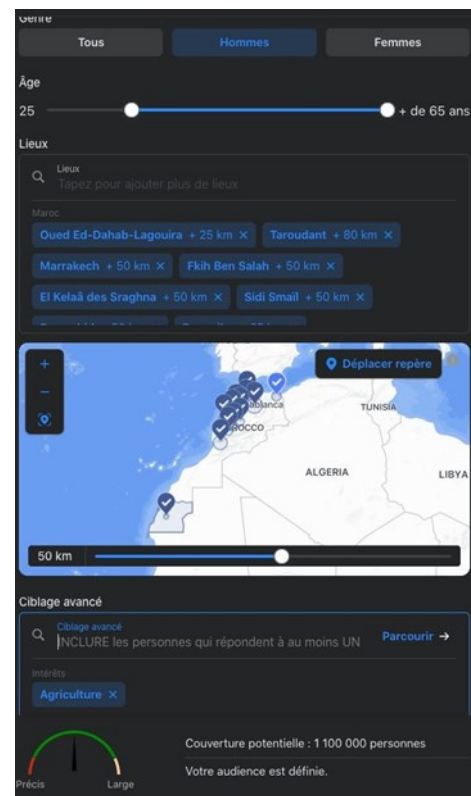 Genre
Tous Hommes Femmes
Âge
25 + de 65 ans
Lieux
Lieux
Tapez pour ajouter plus de lieux
Maroc
Oued Ed-Dahab-Lagouira + 25 km × Taroudant + 80 km ×
Marrakech + 50 km × Fkih Ben Salah + 50 km ×
El Kelaâ des Sraghna + 50 km × Sidi Smaïl + 50 km ×
+
Déplacer repère
−
TUNISIA
ALGERIA
LIBYA
50 km
Ciblage avancé
Ciblage avancé
INCLURE les personnes qui répondent à au moins UN Parcourir →
Intérêts
Agriculture ×
Couverture potentielle : 1 100 000 personnes
Votre audience est définie.
Précis Large